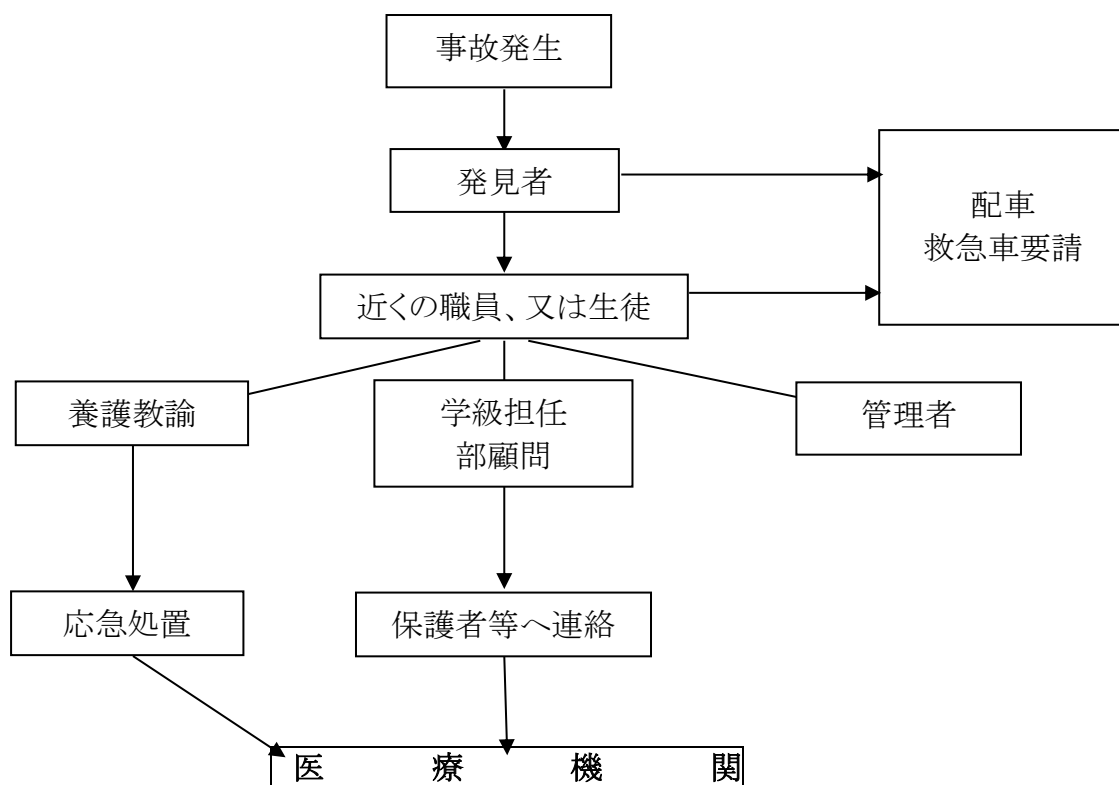 事故発生
発見者
配車
救急車要請
近くの職員、又は生徒
養護教諭
学級担任
部顧問
管理者
応急処置
保護者等へ連絡
医療機関